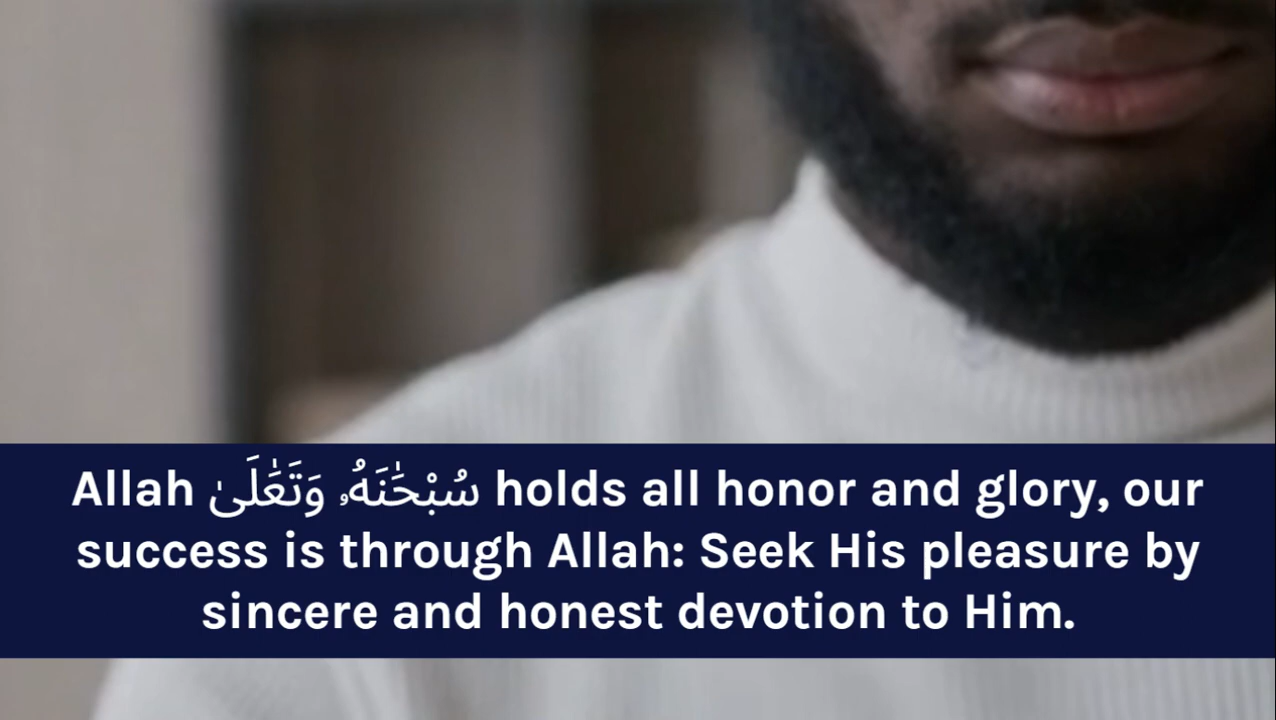 Allah سُبْحَٰنَهُۥ وَتَعَٰلَىٰ holds all honor and glory, our
success is through Allah: Seek His pleasure by
sincere and honest devotion to Him.